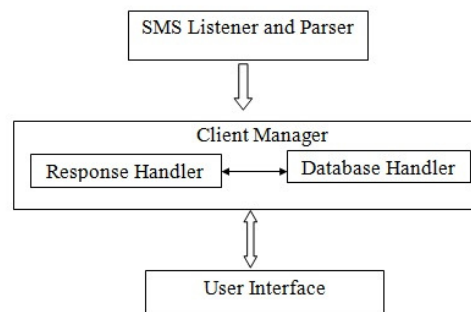 SMS Listener and Parser
Client Manager
Response Handler
Database Handler
User Interface